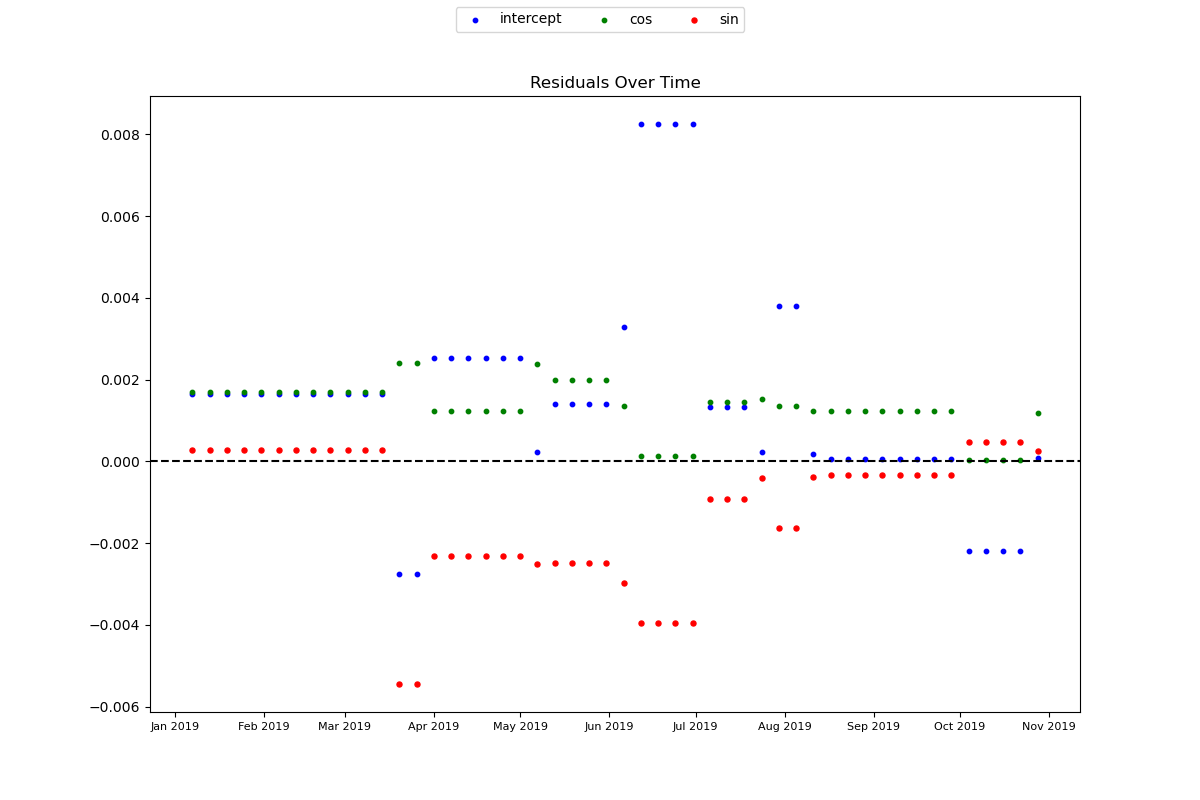 intercept cos sin
Residuals Over Time
0.008
0.006
0.004
0.002
0.000
−0.002
−0.004
−0.006
Jan 2019 Feb 2019 Mar 2019 Apr 2019 May 2019 Jun 2019 Jul 2019 Aug 2019 Sep 2019 Oct 2019 Nov 2019